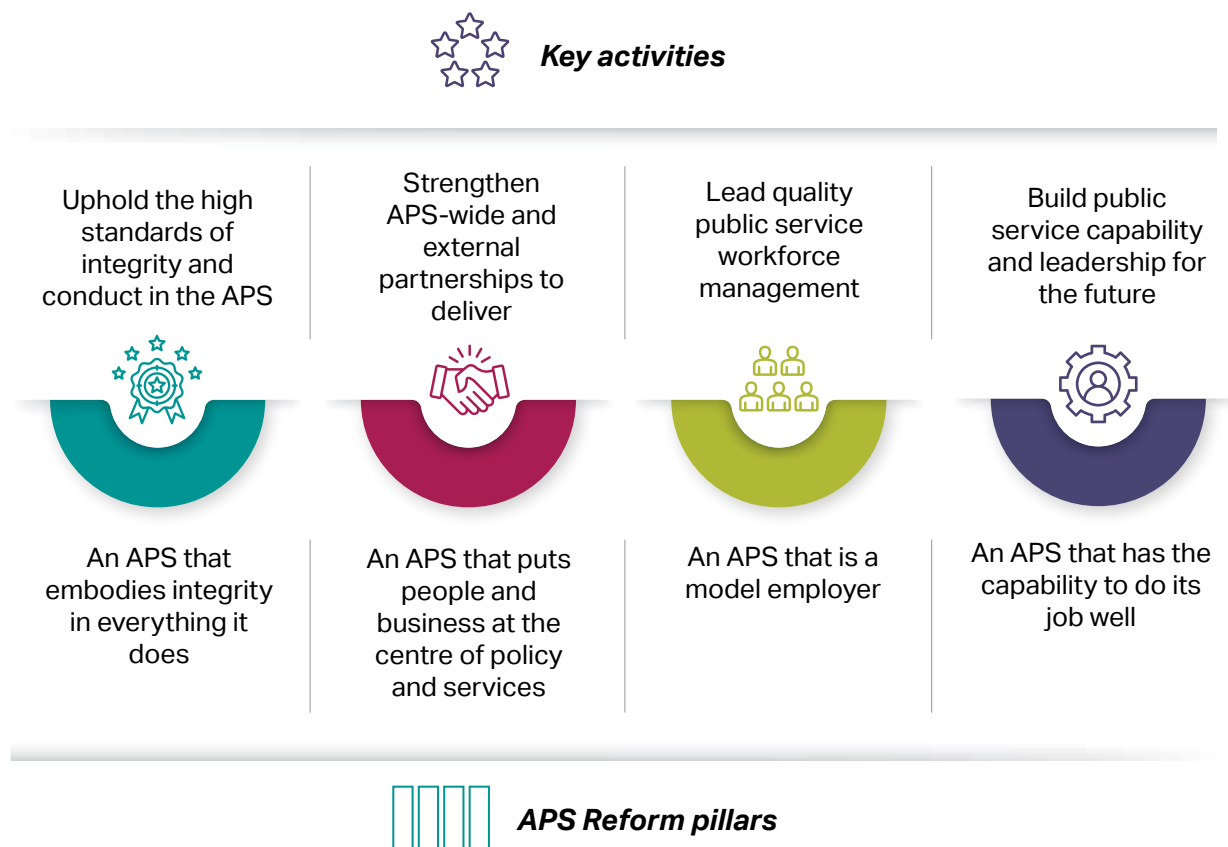 Key activities
Uphold the high
standards of
integrity and
conduct in the APS
Strengthen
APS-wide and
external
partnerships to
deliver
Lead quality
public service
workforce
management
Build public
service capability
and leadership for
the future
An APS that
embodies integrity
in everything it
does
An APS that puts
people and
business at the
centre of policy
and services
An APS that is a
model employer
An APS that has the
capability to do its
job well
APS Reform pillars